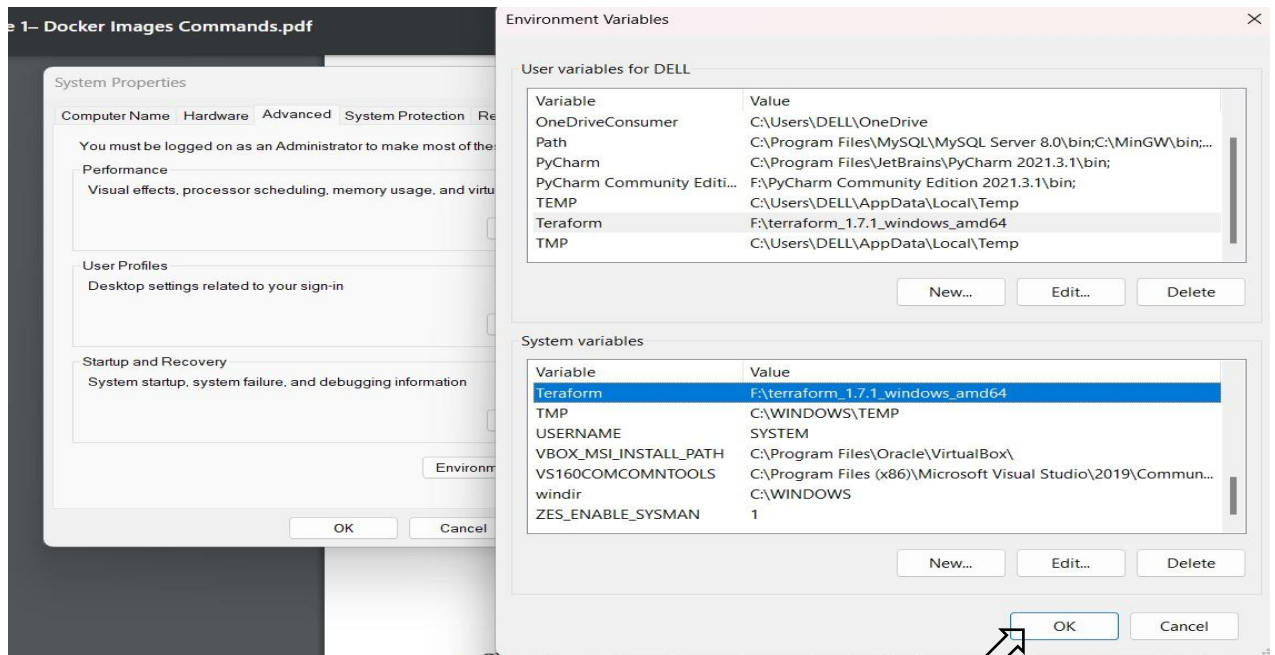 e 1– Docker Images Commands.pdf
System Properties
Computer Name Hardware Advanced System Protection Re
You must be logged on as an Administrator to make most of thes
Performance
Visual effects, processor scheduling, memory usage, and virtu
User Profiles
Desktop settings related to your sign-in
Startup and Recovery
System startup, system failure, and debugging information
Environm
OK Cancel
Environment Variables
User variables for DELL
Variable Value
OneDriveConsumer C:\Users\DELL\OneDrive
Path C:\Program Files\MySQL\MySQL Server 8.0\bin;C:\MinGW\bin;...
PyCharm C:\Program Files\JetBrains\PyCharm 2021.3.1\bin;
PyCharm Community Editi... F:\PyCharm Community Edition 2021.3.1\bin;
TEMP C:\Users\DELL\AppData\Local\Temp
Teraform F:\terraform_1.7.1_windows_amd64
TMP C:\Users\DELL\AppData\Local\Temp
New... Edit... Delete
System variables
Variable Value
Teraform F:\terraform_1.7.1_windows_amd64
TMP C:\WINDOWS\TEMP
USERNAME SYSTEM
VBOX_MSI_INSTALL_PATH C:\Program Files\Oracle\VirtualBox\
VS160COMCOMNTOOLS C:\Program Files (x86)\Microsoft Visual Studio\2019\Commun...
windir C:\WINDOWS
ZES_ENABLE_SYSMAN 1
New... Edit... Delete
OK Cancel